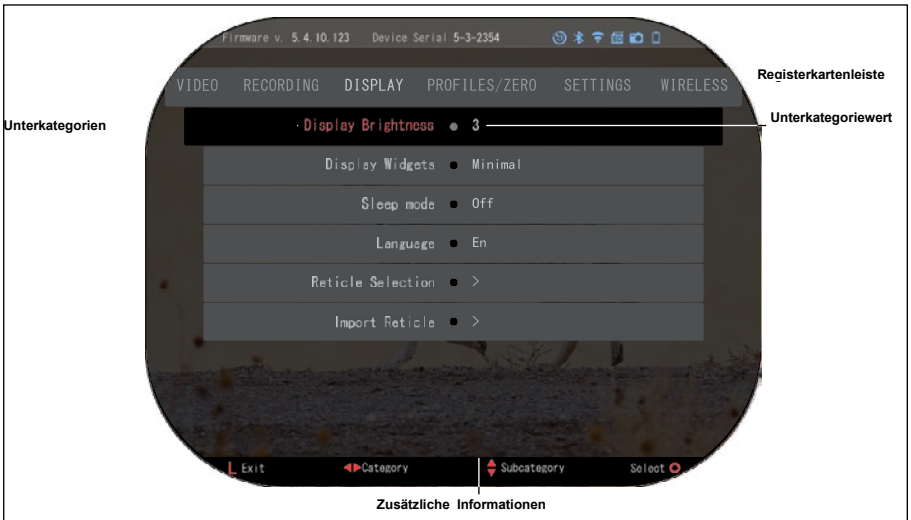 Firmware v. 5.4.10.123 Device Serial 5-3-2354
VIDEO RECORDING DISPLAY PROFILES/ZERO SETTINGS WIRELESS
Registerkartenleiste
Unterkategorien
Display Brightness 3
Unterkategoriewert
Display Widgets Minimal
Sleep mode Off
Language En
Reticle Selection >
Import Reticle >
L Exit Category Subcategory Select
Zusätzliche Informationen